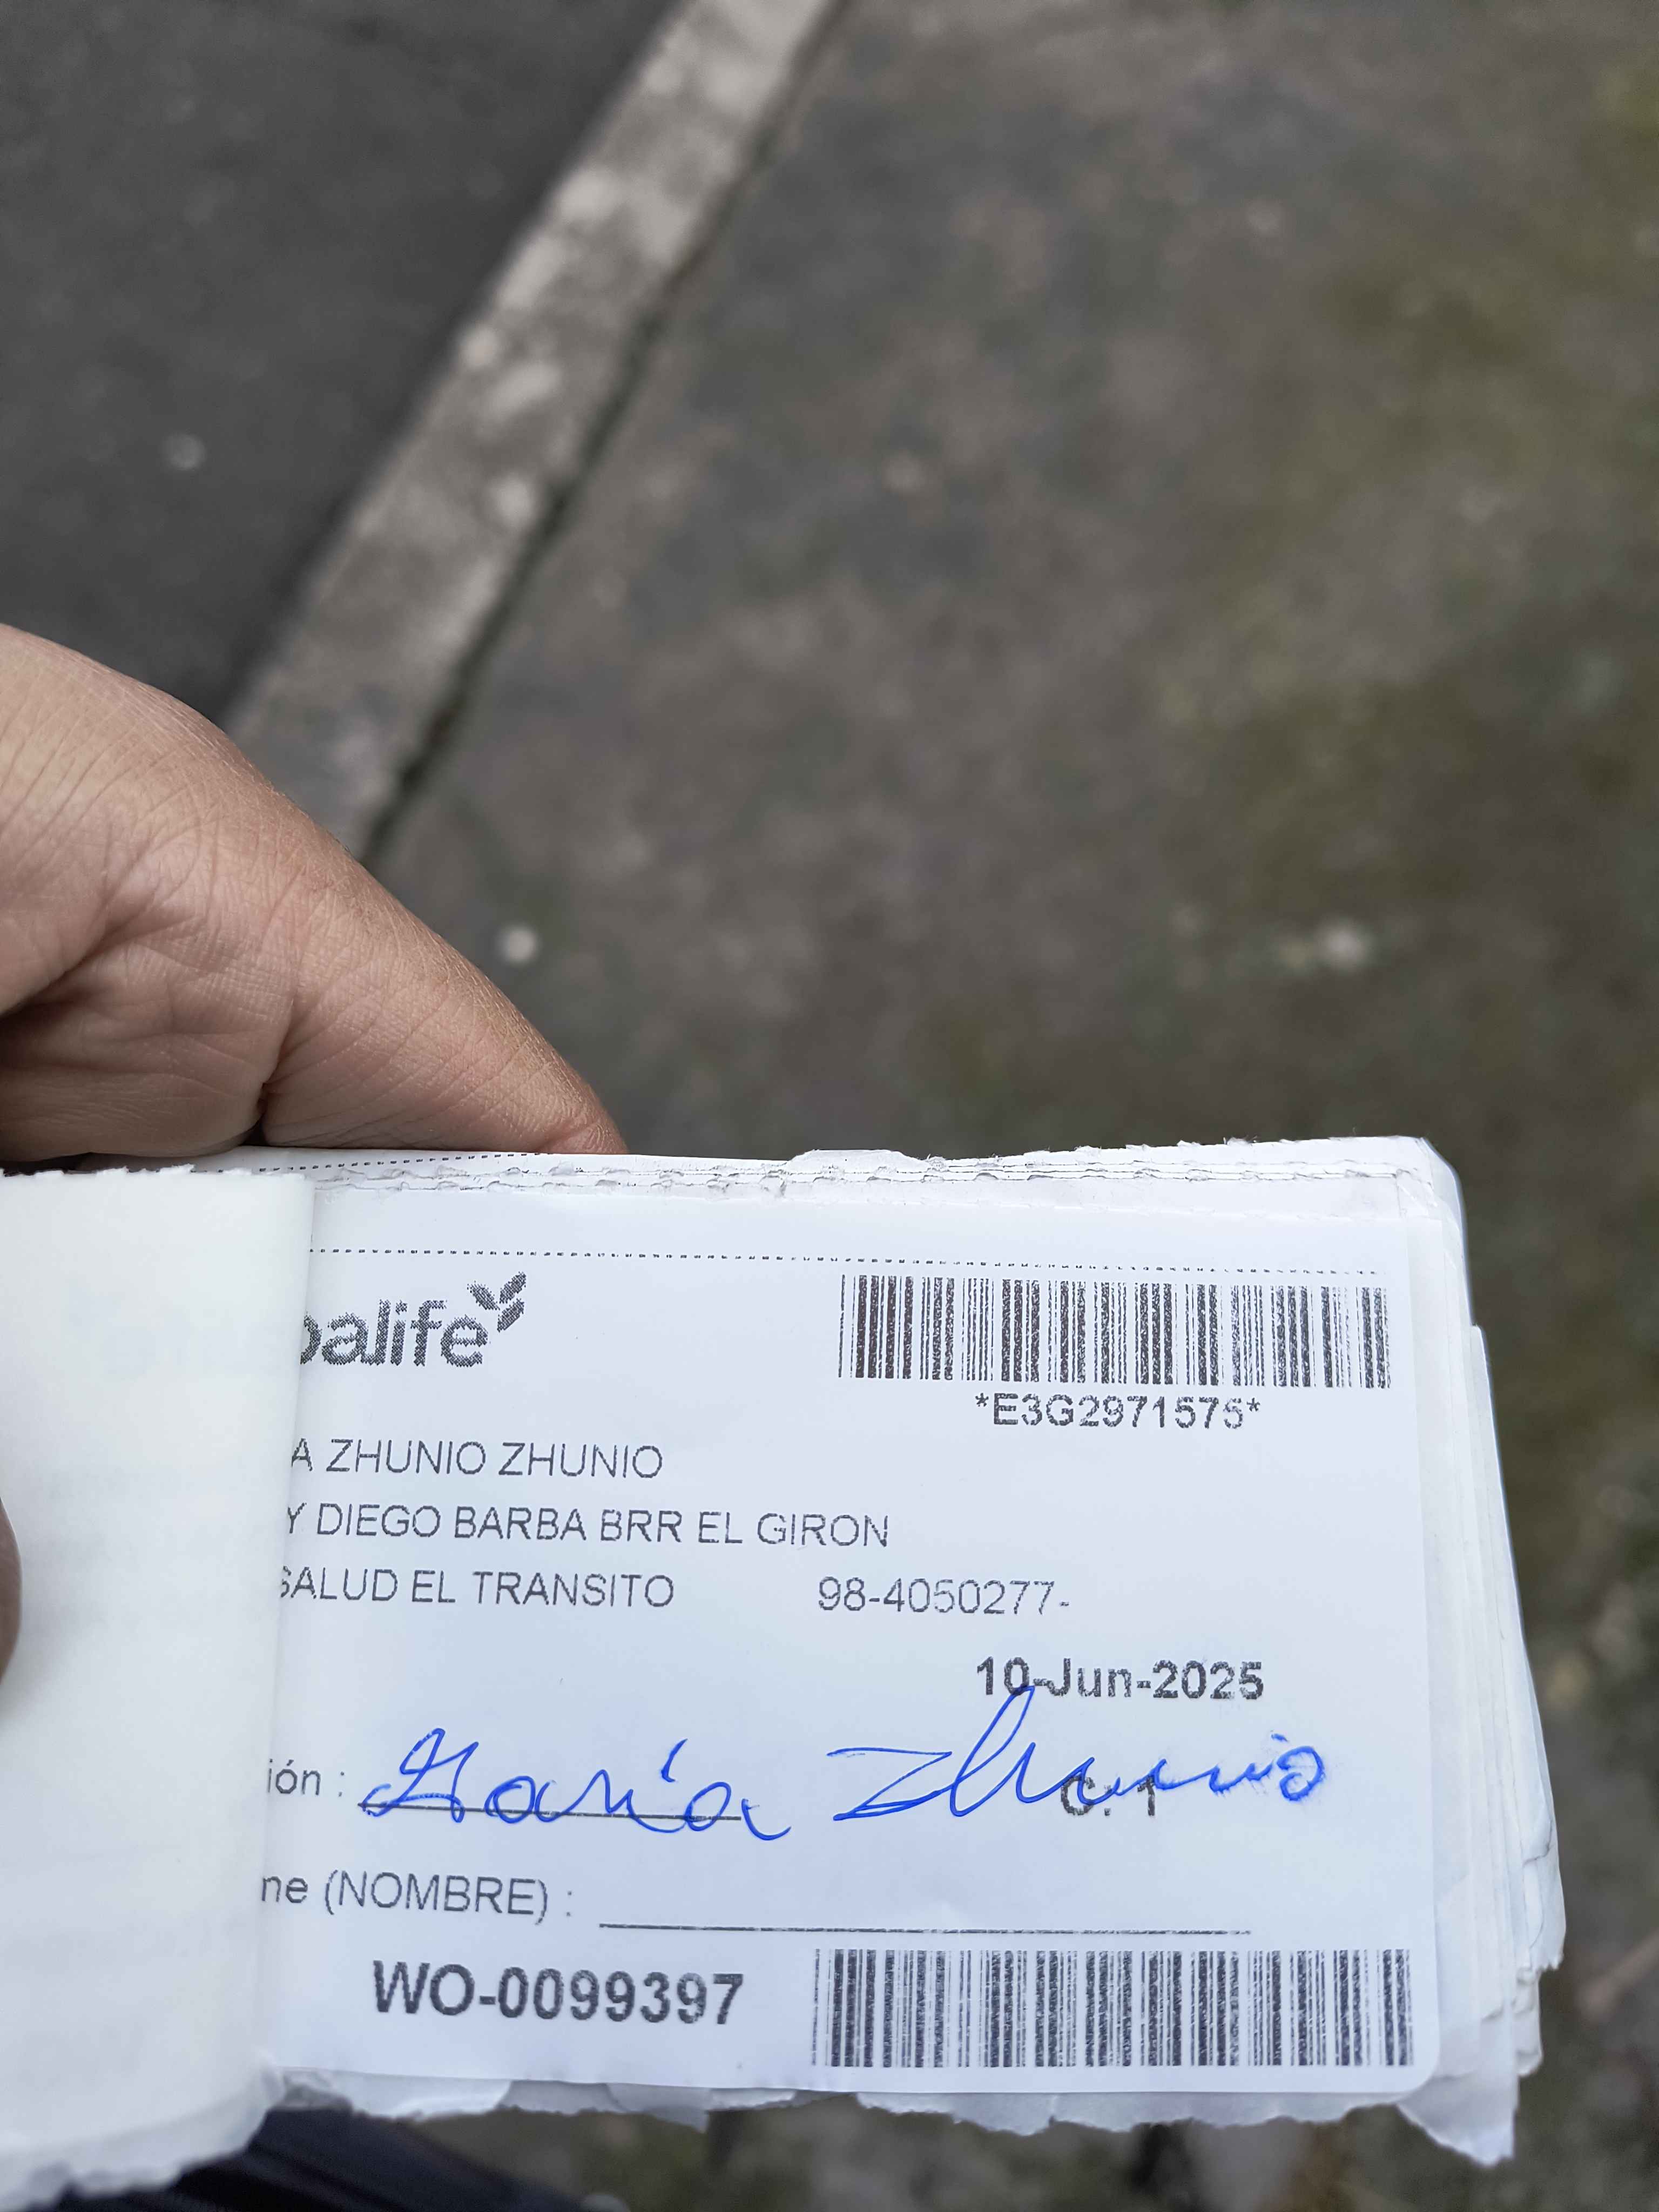 balife
*E3G2971575*
A ZHUNIO ZHUNIO
Y DIEGO BARBA BRR EL GIRON
SALUD EL TRANSITO 98-4050277-
10-Jun-2025
ión : María Zhunio
C: 1
ne (NOMBRE) :
WO-0099397